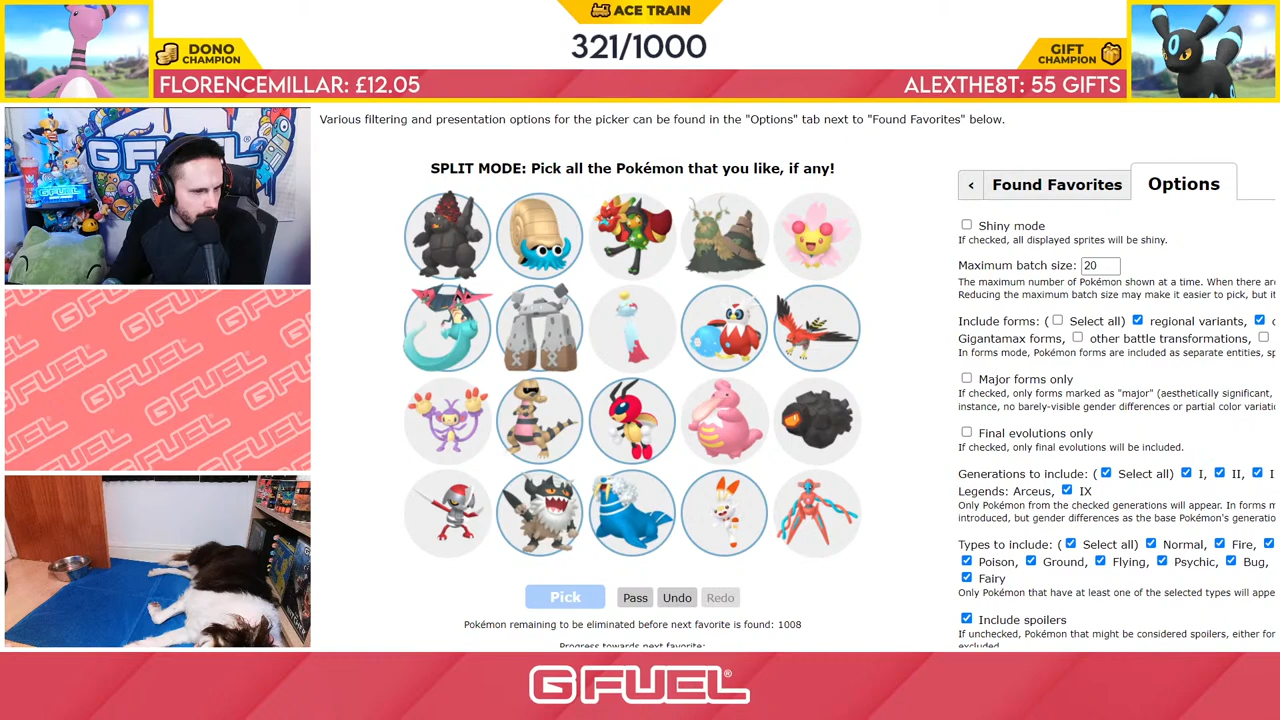 ACE TRAIN
321/1000
DONO
CHAMPION
GIFT
CHAMPION
FLORENCEMILLAR: £12.05
ALEXTHE8T: 55 GIFTS
Various filtering and presentation options for the picker can be found in the "Options" tab next to "Found Favorites" below.
SPLIT MODE: Pick all the Pokémon that you like, if any!
‹
Found Favorites
Options
Shiny mode
If checked, all displayed sprites will be shiny.
Maximum batch size: 20
The maximum number of Pokémon shown at a time. When there are
Reducing the maximum batch size may make it easier to pick, but it
Include forms: ( Select all) regional variants,
Gigantamax forms, other battle transformations,
In forms mode, Pokémon forms are included as separate entities,
Major forms only
If checked, only forms marked as "major" (aesthetically significant,
instance, no barely-visible gender differences or partial color
Final evolutions only
If checked, only final evolutions will be included.
Generations to include: ( Select all) I, II,
Legends: Arceus, IX
Only Pokémon from the checked generations will appear. In forms
introduced, but gender differences as the base Pokémon's
Types to include: ( Select all) Normal, Fire,
Poison, Ground, Flying, Psychic, Bug,
Fairy
Only Pokémon that have at least one of the selected types will
Include spoilers
If unchecked, Pokémon that might be considered spoilers, either for
excluded.
Pick
Pass
Undo
Redo
Pokémon remaining to be eliminated before next favorite is found: 1008
Progress towards next favorite:
G FUEL
G FUEL
G FUEL